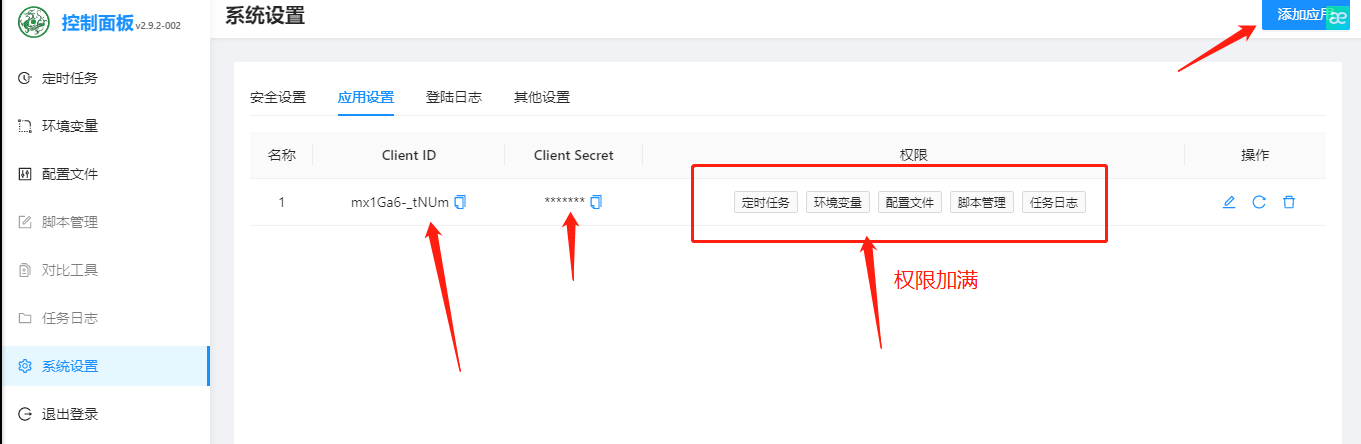 控制面板 v2.9.2-002
系统设置
添加应
定时任务
环境变量
配置文件
脚本管理
对比工具
任务日志
系统设置
退出登录
安全设置 应用设置 登陆日志 其他设置
名称 Client ID Client Secret 权限 操作
1 mx1Ga6-_tNUm ******* 定时任务 环境变量 配置文件 脚本管理 任务日志
权限加满